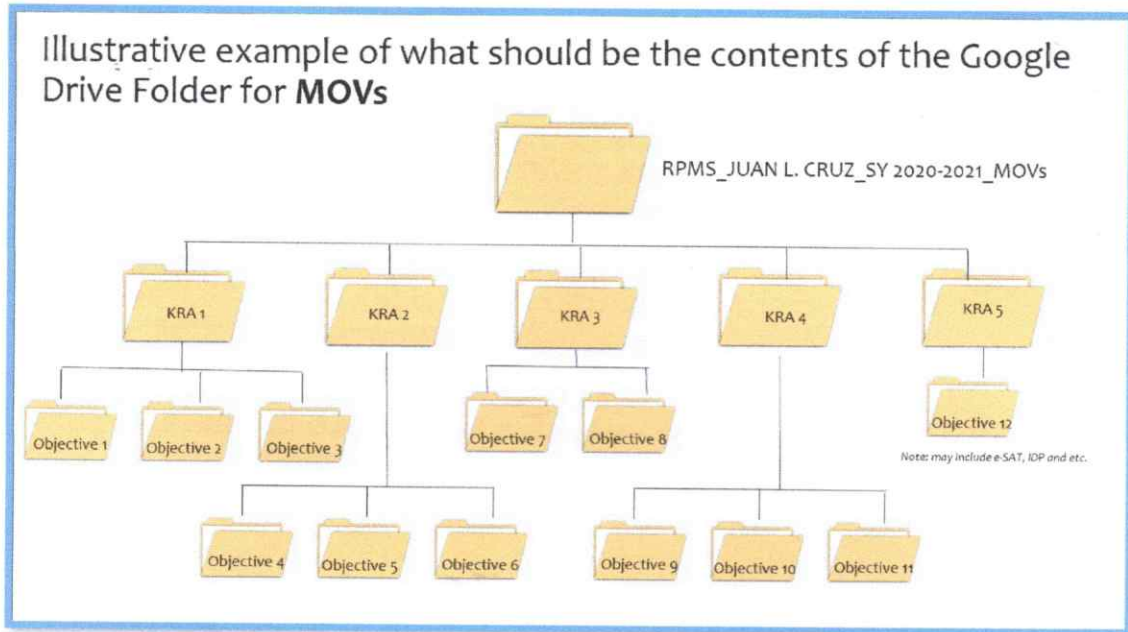 Illustrative example of what should be the contents of the Google
Drive Folder for MOVs
RPMS_JUAN L. CRUZ_SY 2020-2021_MOVs
KRA 1
KRA 2
KRA 3
KRA 4
KRA 5
Objective 1
Objective 2
Objective 3
Objective 7
Objective 8
Objective 12
Note: may include e-SAT, IDP and etc.
Objective 4
Objective 5
Objective 6
Objective 9
Objective 10
Objective 11